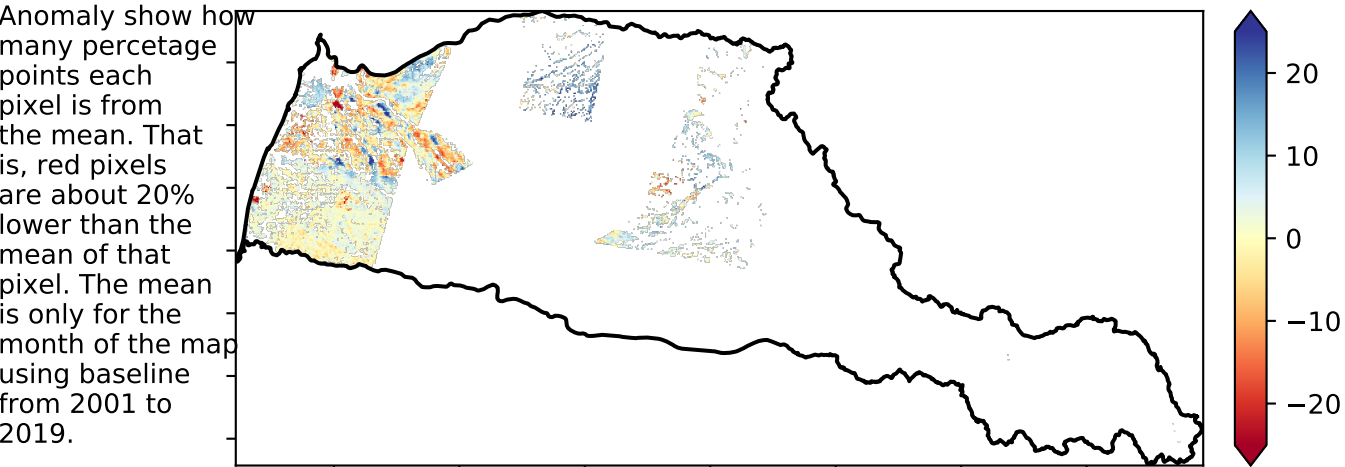 Anomaly show how
many percetage
points each
pixel is from
the mean. That
is, red pixels
are about 20%
lower than the
mean of that
pixel. The mean
is only for the
month of the map
using baseline
from 2001 to
2019.
20
10
0
−10
−20